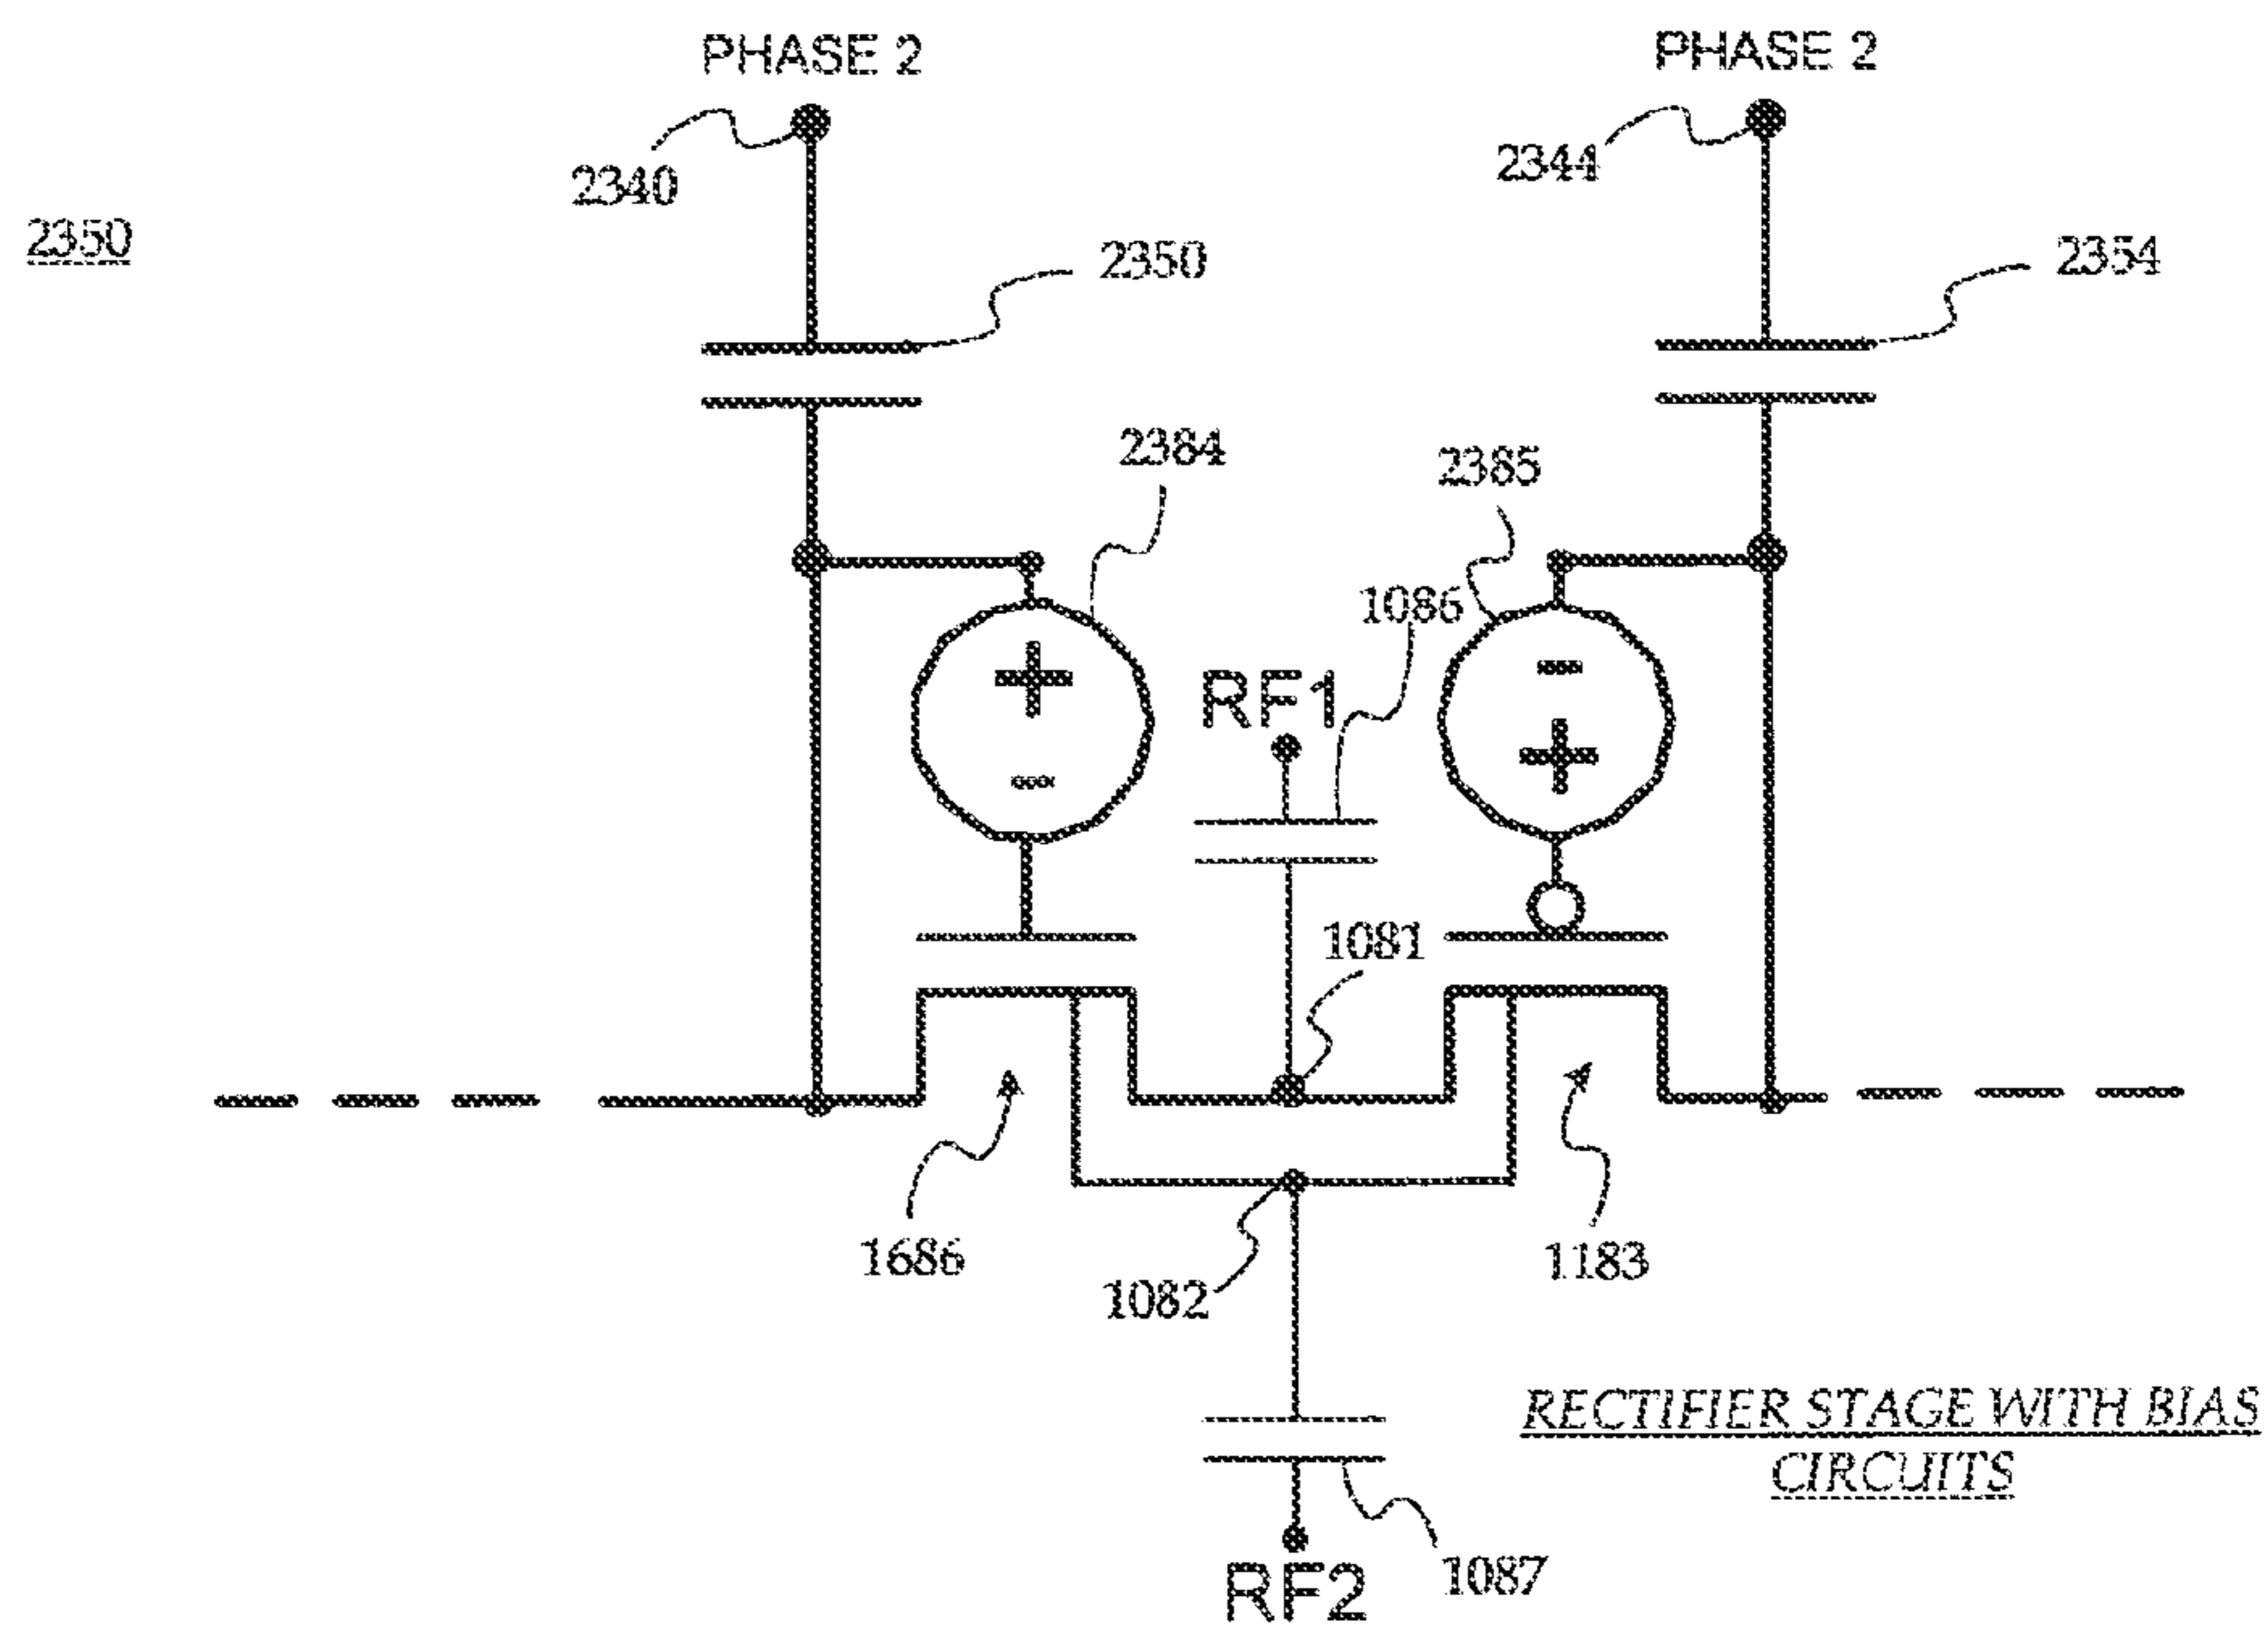 PHASE 2
PHASE 2
2340
2344
2350
2350
2354
2384
2385
1086
RF1
+
-
-
+
1081
1686
1082
1183
RECTIFIER STAGE WITH BIAS
CIRCUITS
1087
RF2